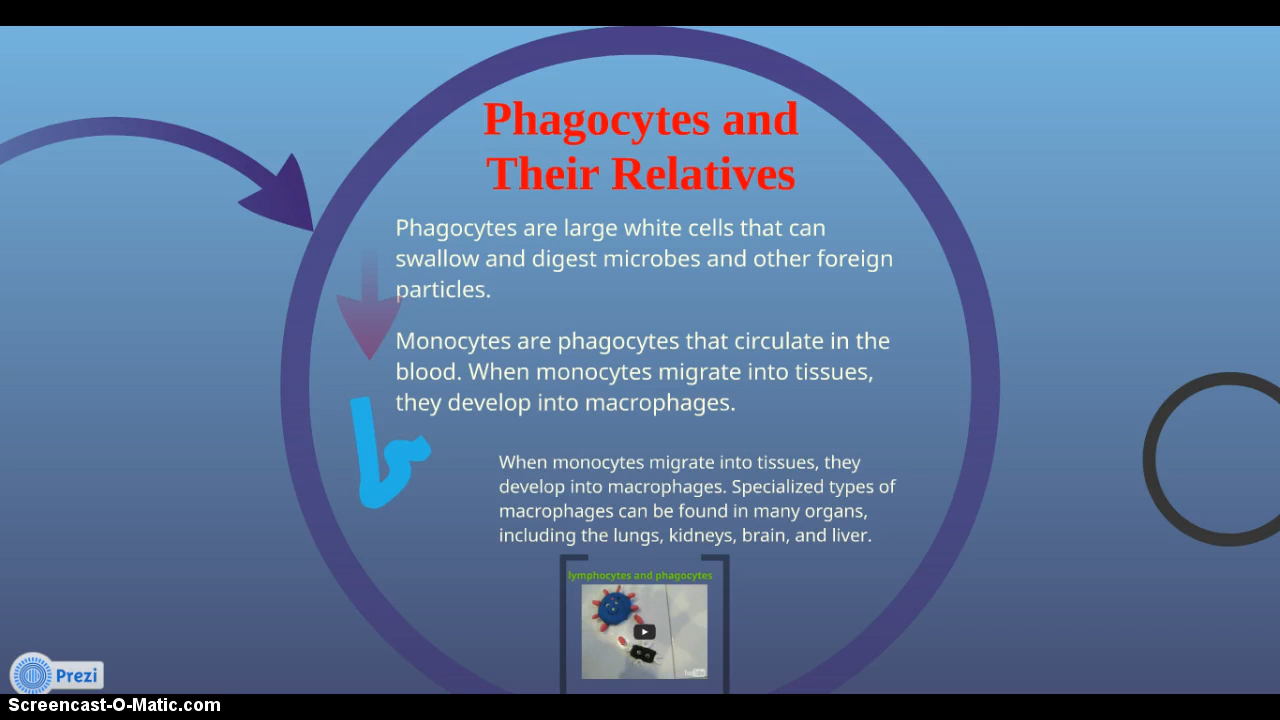 Phagocytes and
Their Relatives
Phagocytes are large white cells that can
swallow and digest microbes and other foreign
particles.
Monocytes are phagocytes that circulate in the
blood. When monocytes migrate into tissues,
they develop into macrophages.
When monocytes migrate into tissues, they
develop into macrophages. Specialized types of
macrophages can be found in many organs,
including the lungs, kidneys, brain, and liver.
lymphocytes and phagocytes
YouTube
Prezi
Screencast-O-Matic.com